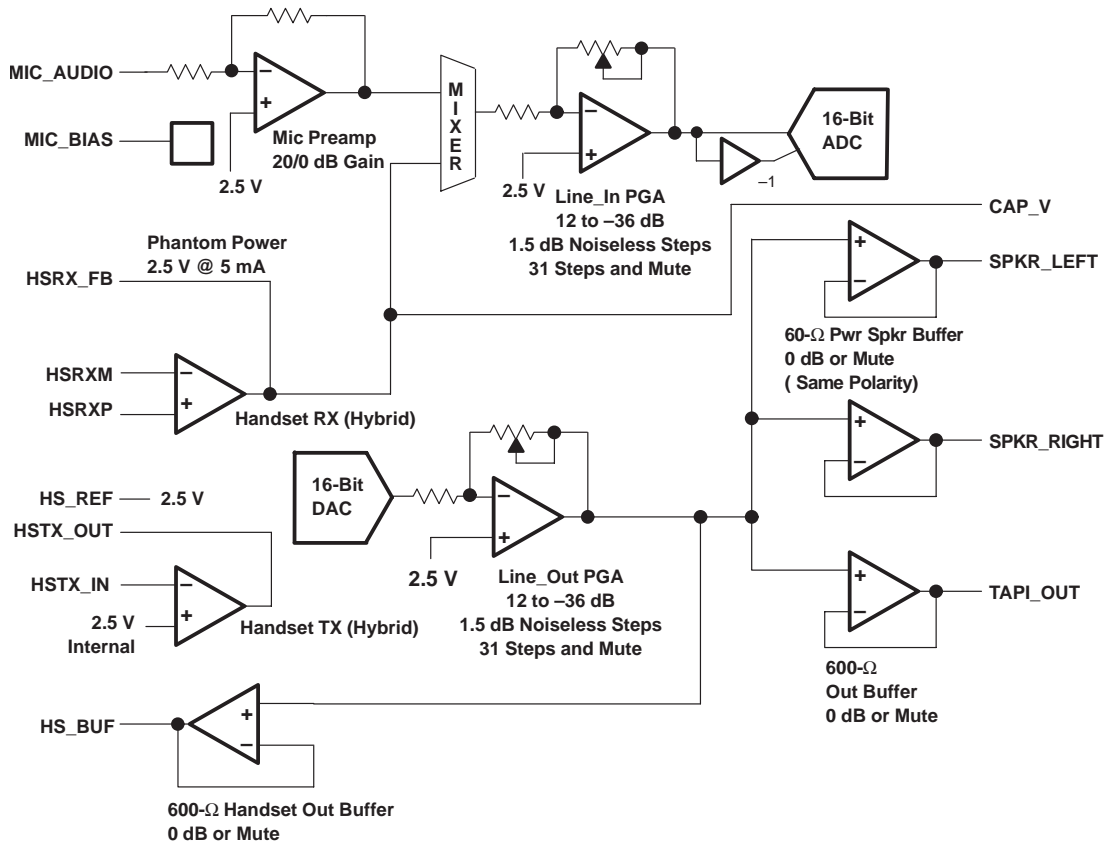 MIC_AUDIO
MIC_BIAS
−
+
Mic Preamp
20/0 dB Gain
2.5 V
MIXER
−
+
2.5 V
Line_In PGA
12 to –36 dB
1.5 dB Noiseless Steps
31 Steps and Mute
–1
16-Bit
ADC
CAP_V
Phantom Power
2.5 V @ 5 mA
HSRX_FB
HSRXM
HSRXP
−
+
Handset RX (Hybrid)
+
−
SPKR_LEFT
60-Ω Pwr Spkr Buffer
0 dB or Mute
( Same Polarity)
+
−
SPKR_RIGHT
16-Bit
DAC
−
+
2.5 V
Line_Out PGA
12 to –36 dB
1.5 dB Noiseless Steps
31 Steps and Mute
HS_REF
2.5 V
HSTX_OUT
HSTX_IN
−
+
2.5 V
Internal
Handset TX (Hybrid)
+
−
TAPI_OUT
600-Ω
Out Buffer
0 dB or Mute
HS_BUF
+
−
600-Ω Handset Out Buffer
0 dB or Mute